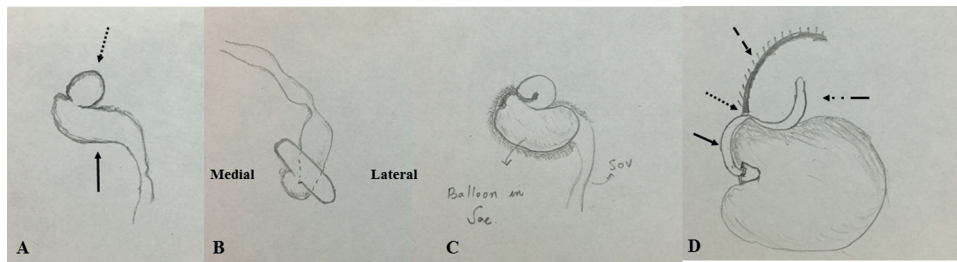 A
Medial
Lateral
B
Balloon in
Sac.
SOV
C
D